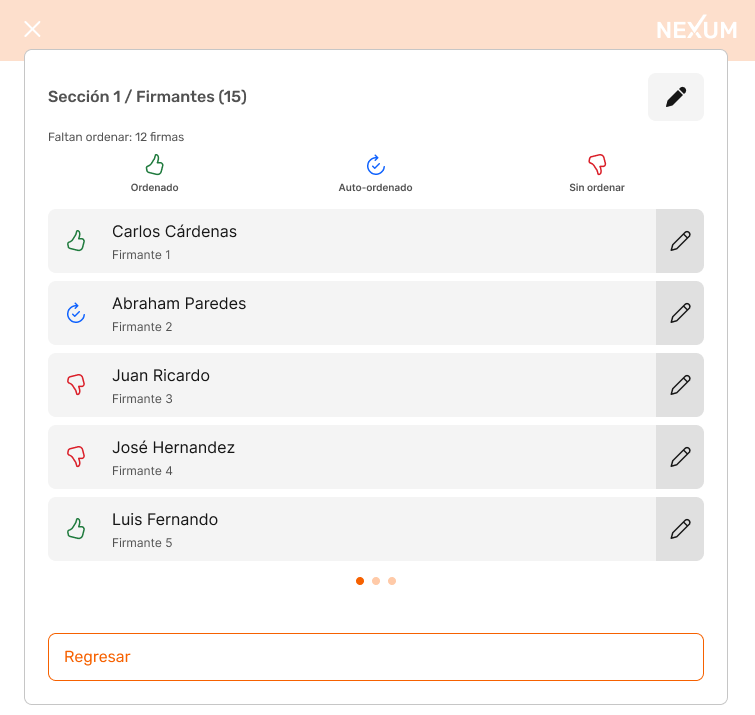 NEXUM
Sección 1 / Firmantes (15)
Faltan ordenar: 12 firmas
Ordenado
Auto-ordenado
Sin ordenar
Carlos Cárdenas
Firmante 1
Abraham Paredes
Firmante 2
Juan Ricardo
Firmante 3
José Hernandez
Firmante 4
Luis Fernando
Firmante 5
Regresar